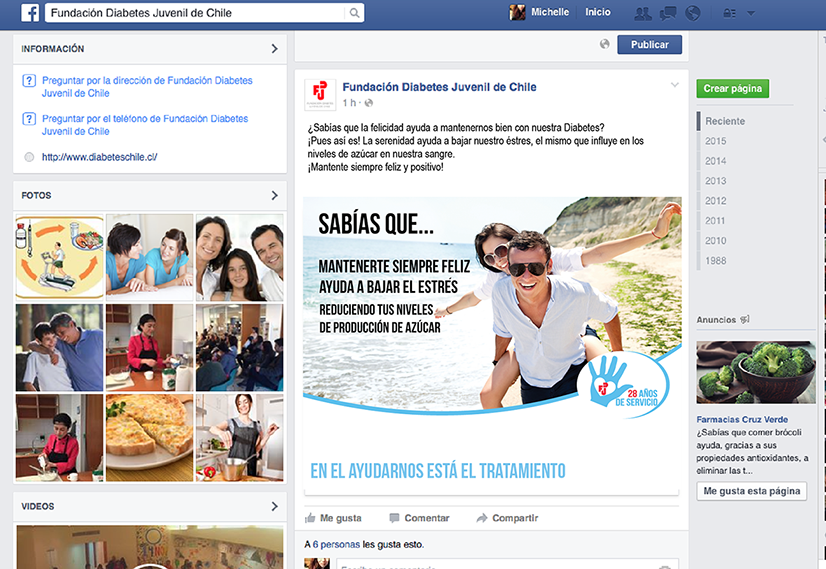 Fundación Diabetes Juvenil de Chile
Michelle
Inicio
INFORMACIÓN
Preguntar por la dirección de Fundación Diabetes
Juvenil de Chile
Preguntar por el teléfono de Fundación Diabetes
Juvenil de Chile
http://www.diabeteschile.cl/
FOTOS
VIDEOS
Publicar
Fundación Diabetes Juvenil de Chile
1 h ·
¿Sabías que la felicidad ayuda a mantenernos bien con nuestra Diabetes?
¡Pues asi es! La serenidad ayuda a bajar nuestro éstres, el mismo que influye en los
niveles de azúcar en nuestra sangre.
¡Mantente siempre feliz y positivo!
SABÍAS QUE...
MANTENERTE SIEMPRE FELIZ
AYUDA A BAJAR EL ESTRÉS
REDUCIENDO TUS NIVELES
DE PRODUCCIÓN DE AZÚCAR
28 AÑOS
DE SERVICIO
EN EL AYUDARNOS ESTÁ EL TRATAMIENTO
Me gusta
Comentar
Compartir
A 6 personas les gusta esto.
Crear página
Reciente
2015
2014
2013
2012
2011
2010
1988
Anuncios
Farmacias Cruz Verde
¿Sabías que comer brócoli
ayuda, gracias a sus
propiedades antioxidantes, a
eliminar las t...
Me gusta esta página